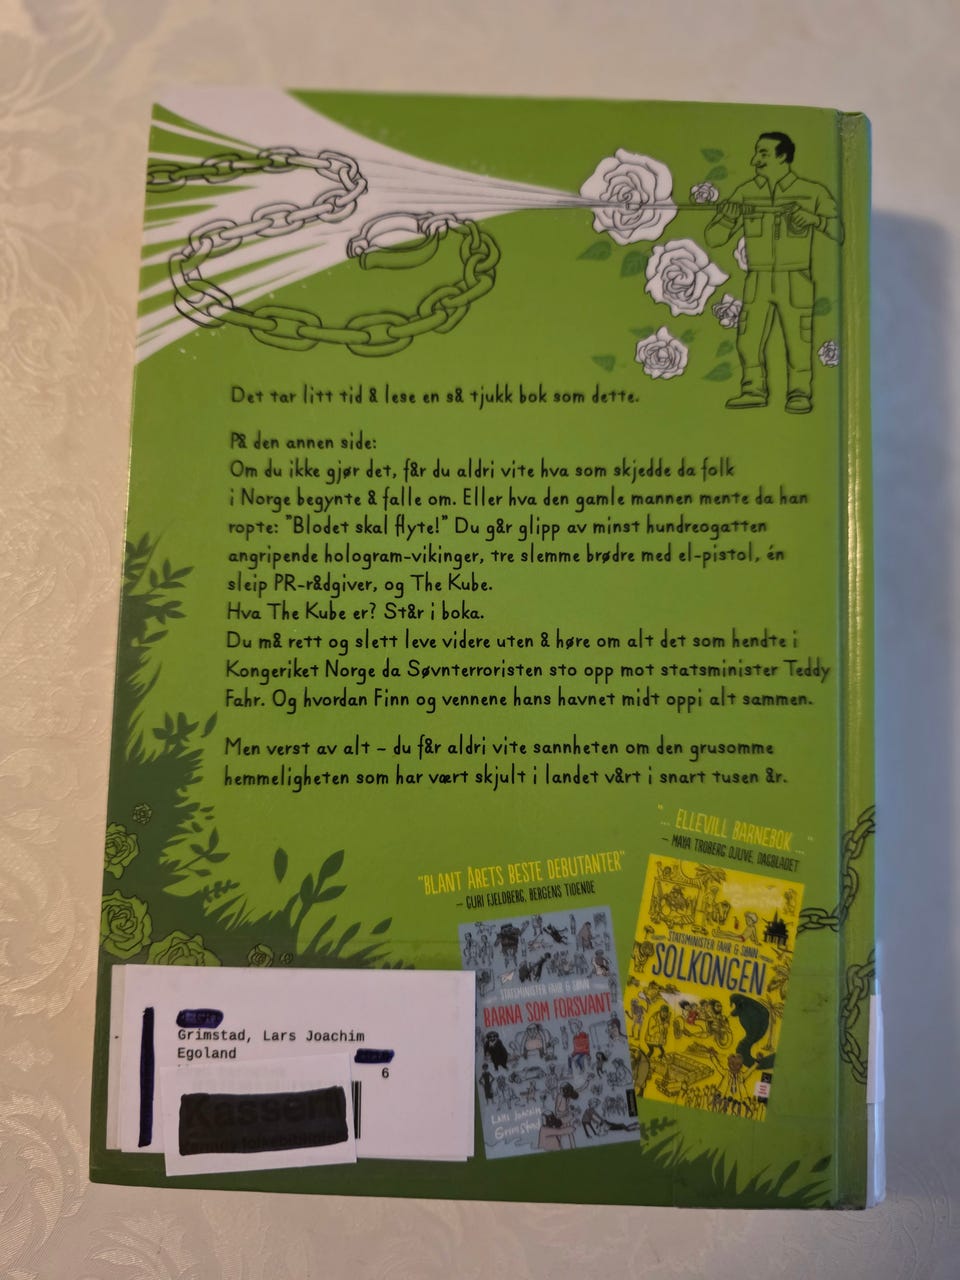 Det tar litt tid å lese en så tjukk bok som dette.
På den annen side:
Om du ikke gjør det, får du aldri vite hva som skjedde da folk
i Norge begynte å falle om. Eller hva den gamle mannen mente da han
ropte: "Blodet skal flyte!" Du går glipp av minst hundreogatten
angripende hologram-vikinger, tre slemme brødre med el-pistol, én
sleip PR-rådgiver, og The Kube.
Hva The Kube er? Står i boka.
Du må rett og slett leve videre uten å høre om alt det som hendte i
Kongeriket Norge da Søvnterroristen sto opp mot statsminister Teddy
Fahr. Og hvordan Finn og vennene hans havnet midt oppi alt sammen.
Men verst av alt – du får aldri vite sannheten om den grusomme
hemmeligheten som har vært skjult i landet vårt i snart tusen år.
"... ELLEVILL BARNEBOK ..."
– MAYA TROBERG DJUVE, DAGBLADET
"BLANT ÅRETS BESTE DEBUTANTER"
– GURI FJELDBERG, BERGENS TIDENDE
Lars Joachim
Grimstad
STATSMINISTER FAHR & SØNN
SOLKONGEN
STATSMINISTER FAHR & SØNN
BARNA SOM FORSVANT
LARS JOACHIM
Grimstad
Grimstad, Lars Joachim
Egoland
6
Kassert